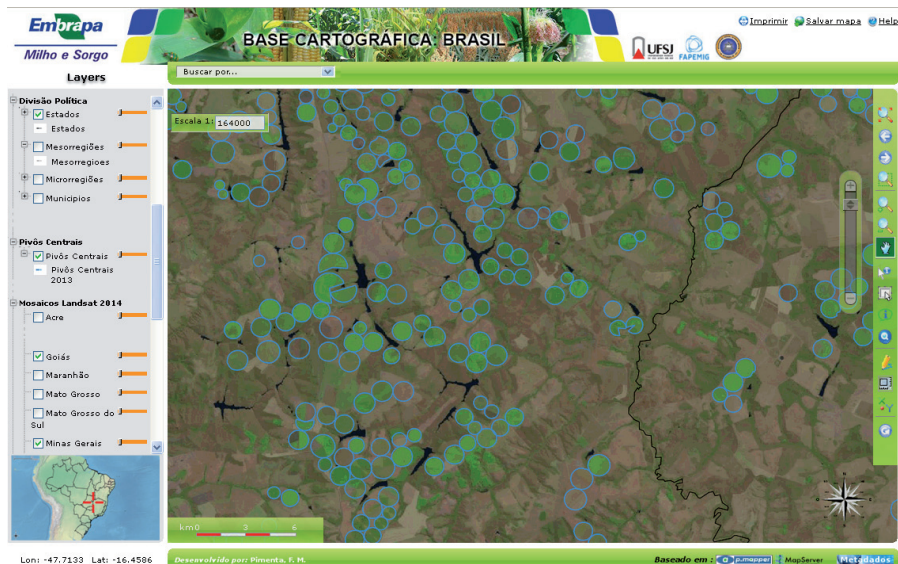 Embrapa
Milho e Sorgo
BASE CARTOGRÁFICA: BRASIL
Imprimir Salvar mapa Help
UFSJ
FAPEMIG
Layers
Buscar por...
Escala 1: 164000
Divisão Política
Estados
Estados
Mesorregiões
Mesorregioes
Microrregiões
Municipios
Pivôs Centrais
Pivôs Centrais
Pivôs Centrais
2013
Mosaicos Landsat 2014
Acre
Goiás
Maranhão
Mato Grosso
Mato Grosso do
Sul
Minas Gerais
km0 3 6
Lon: -47.7133 Lat: -16.4586
Desenvolvido por: Pimenta, F. M.
Baseado em : p.mapper MapServer Metadados